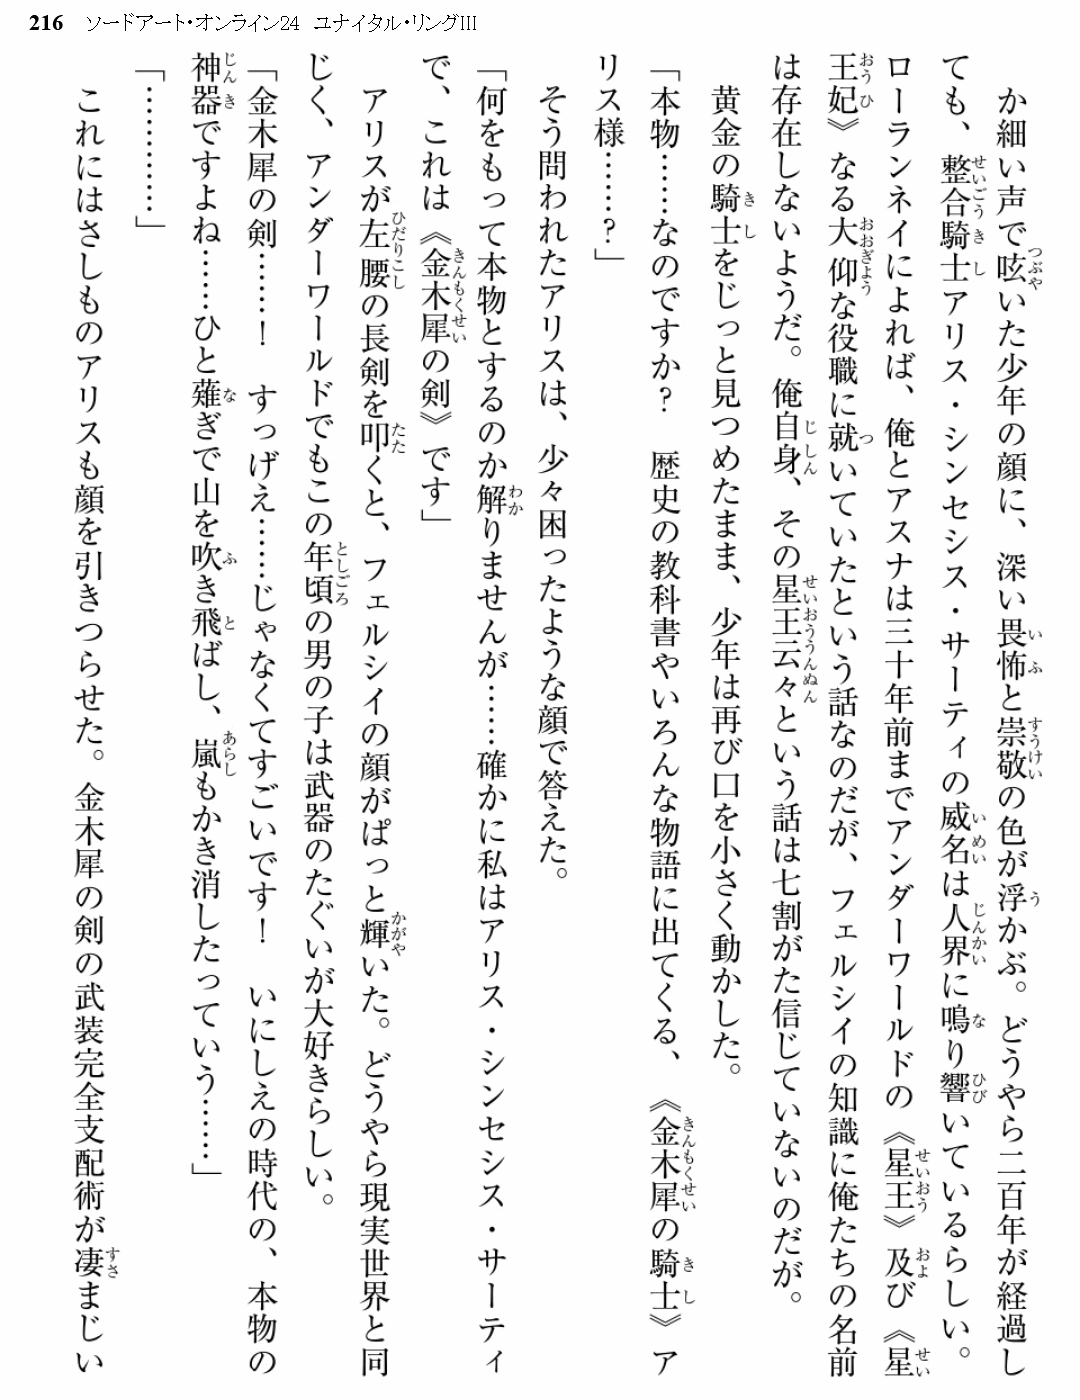 216 ソードアート・オンライン24 ユナイタル・リングIII
か細い声で呟いた少年の顔に、深い畏怖と崇敬の色が浮かぶ。どうやら二百年が経過し
ても、整合騎士アリス・シンセシス・サーティの威名は人界に鳴り響いているらしい。
ローランネイによれば、俺とアスナは三十年前までアンダーワールドの《星王》及び《星
王妃》なる大仰な役職に就いていたという話なのだが、フェルシイの知識に俺たちの名前
は存在しないようだ。俺自身、その星王云々という話は七割がた信じていないのだが。
黄金の騎士をじっと見つめたまま、少年は再び口を小さく動かした。
「本物……なのですか？　歴史の教科書やいろんな物語に出てくる、《金木犀の騎士》ア
リス様……？」
そう問われたアリスは、少々困ったような顔で答えた。
「何をもって本物とするのか解りませんが……確かに私はアリス・シンセシス・サーティ
で、これは《金木犀の剣》です」
アリスが左腰の長剣を叩くと、フェルシイの顔がぱっと輝いた。どうやら現実世界と同
じく、アンダーワールドでもこの年頃の男の子は武器のたぐいが大好きらしい。
「金木犀の剣……！　すっげえ……じゃなくてすごいです！　いにしえの時代の、本物の
神器ですよね……ひと薙ぎで山を吹き飛ばし、嵐もかき消したっていう……」
「…………」
これにはさしものアリスも顔を引きつらせた。金木犀の剣の武装完全支配術が凄まじい